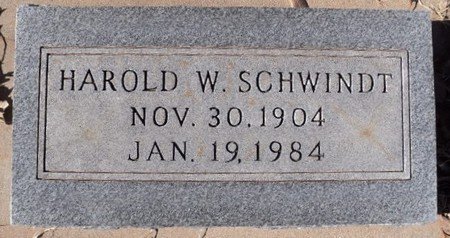 HAROLD W. SCHWINDT
NOV. 30, 1904
JAN. 19, 1984